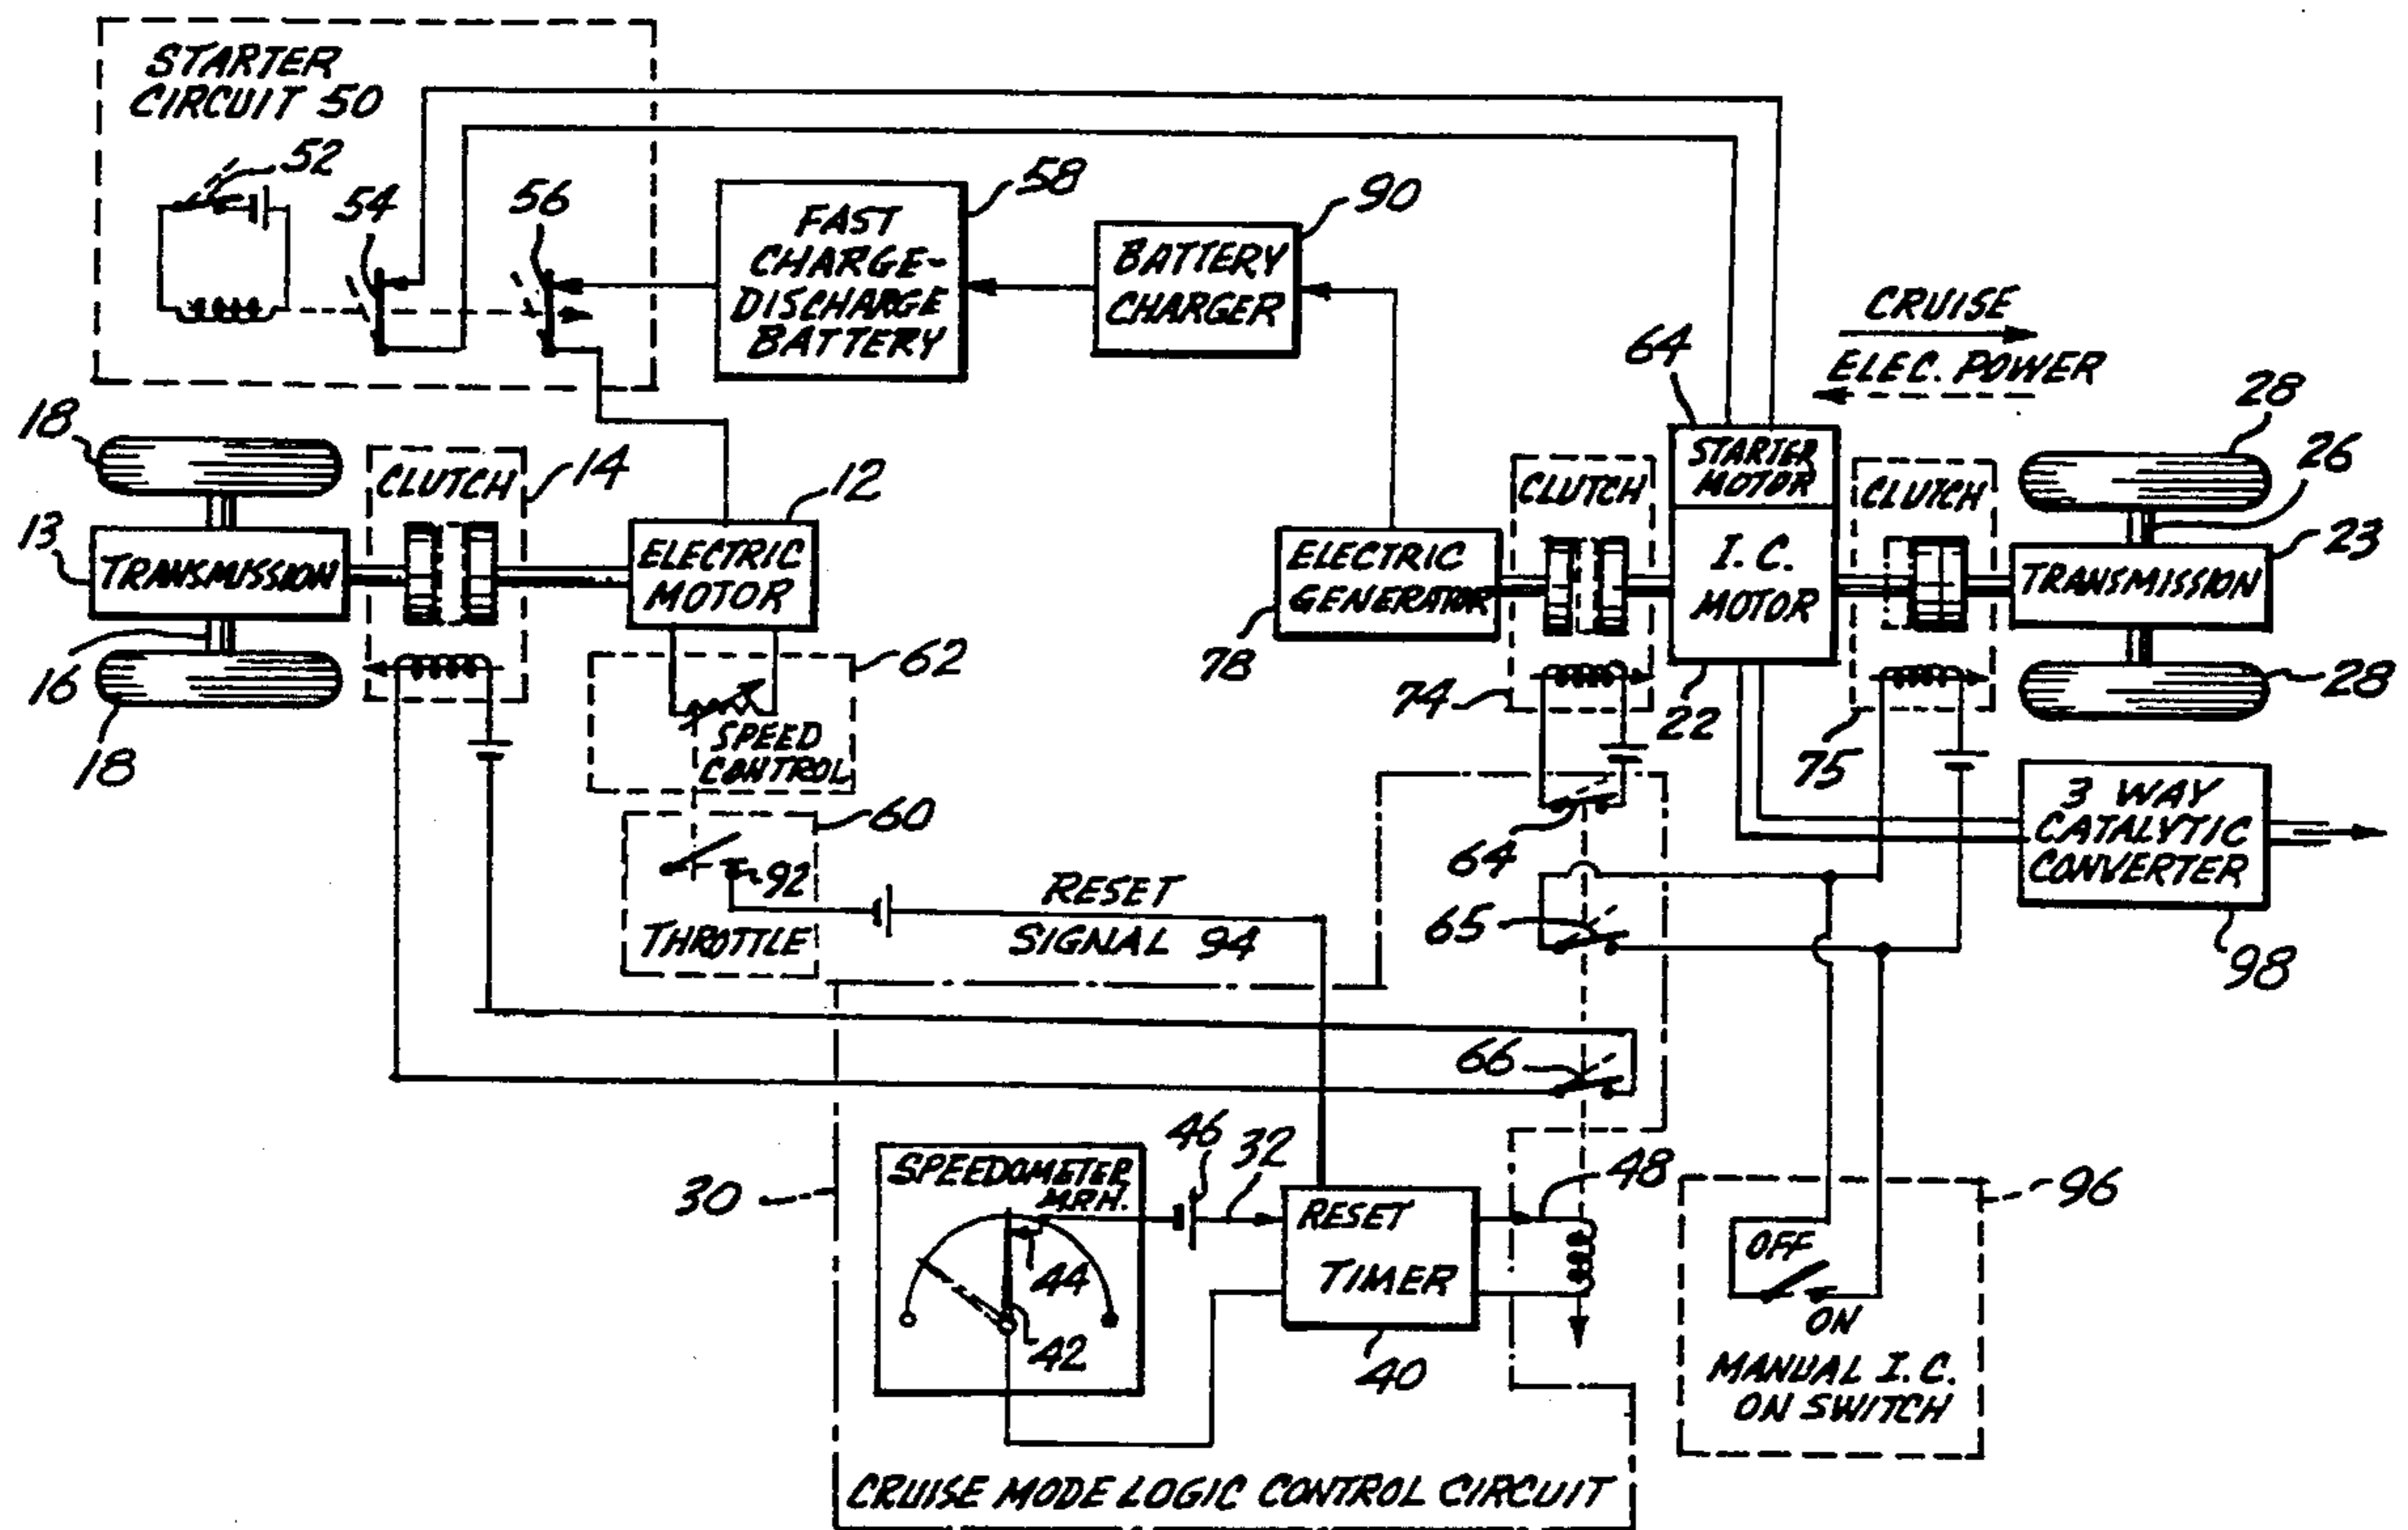 STARTER
CIRCUIT 50
52
54
56
FAST
CHARGE-
DISCHARGE
BATTERY
58
BATTERY
CHARGER
90
CRUISE
ELEC. POWER
64
18
CLUTCH
14
12
13
TRANSMISSION
ELECTRIC
MOTOR
16
18
62
SPEED
CONTROL
60
92
THROTTLE
RESET
SIGNAL 94
ELECTRIC
GENERATOR
78
CLUTCH
74
STARTER
MOTOR
I.C.
MOTOR
22
CLUTCH
75
28
26
23
TRANSMISSION
28
3 WAY
CATALYTIC
CONVERTER
98
64
65
66
30
SPEEDOMETER
M.P.H.
44
42
46
32
RESET
TIMER
40
48
96
OFF
ON
MANUAL I.C.
ON SWITCH
CRUISE MODE LOGIC CONTROL CIRCUIT